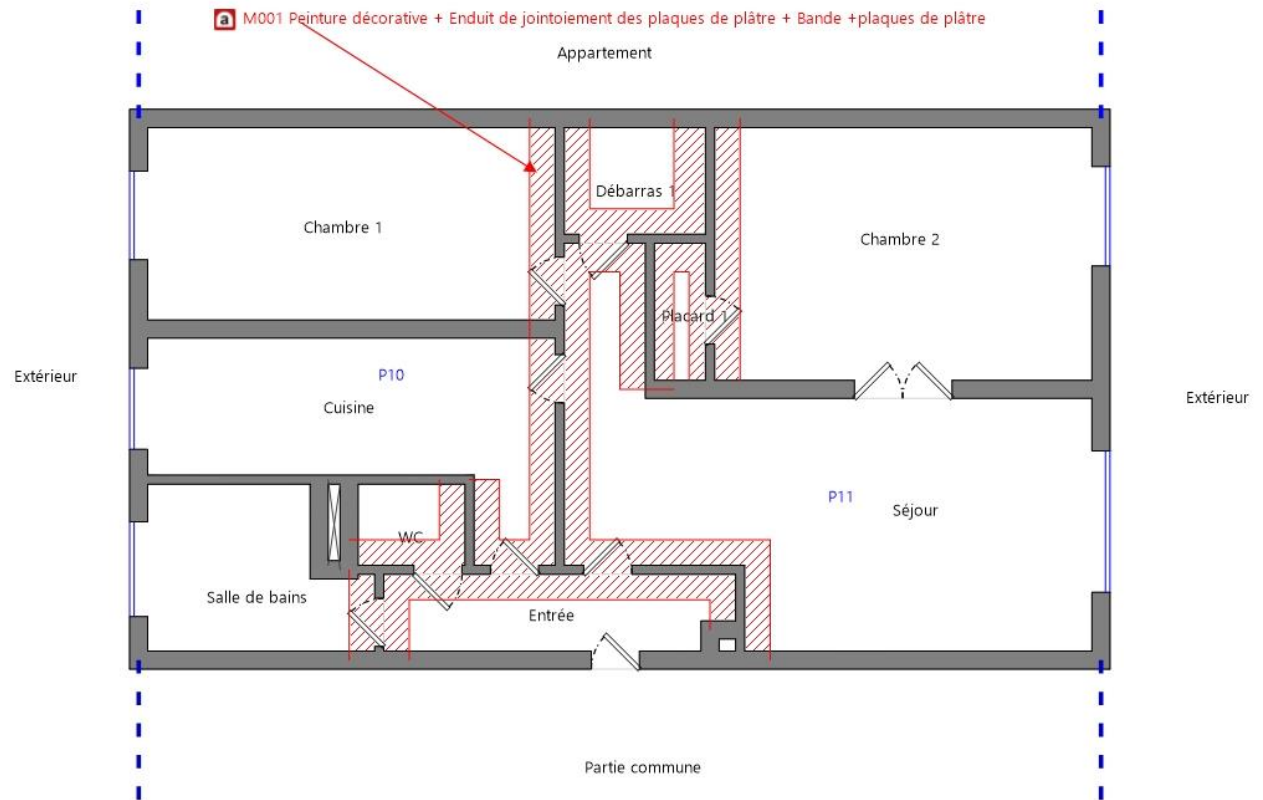 a M001 Peinture décorative + Enduit de jointoiement des plaques de plâtre + Bande +plaques de plâtre
Appartement
Débarras 1
Chambre 1
Chambre 2
Placard 1
Extérieur
P10
Cuisine
Extérieur
P11
Séjour
WC
Salle de bains
Entrée
Partie commune